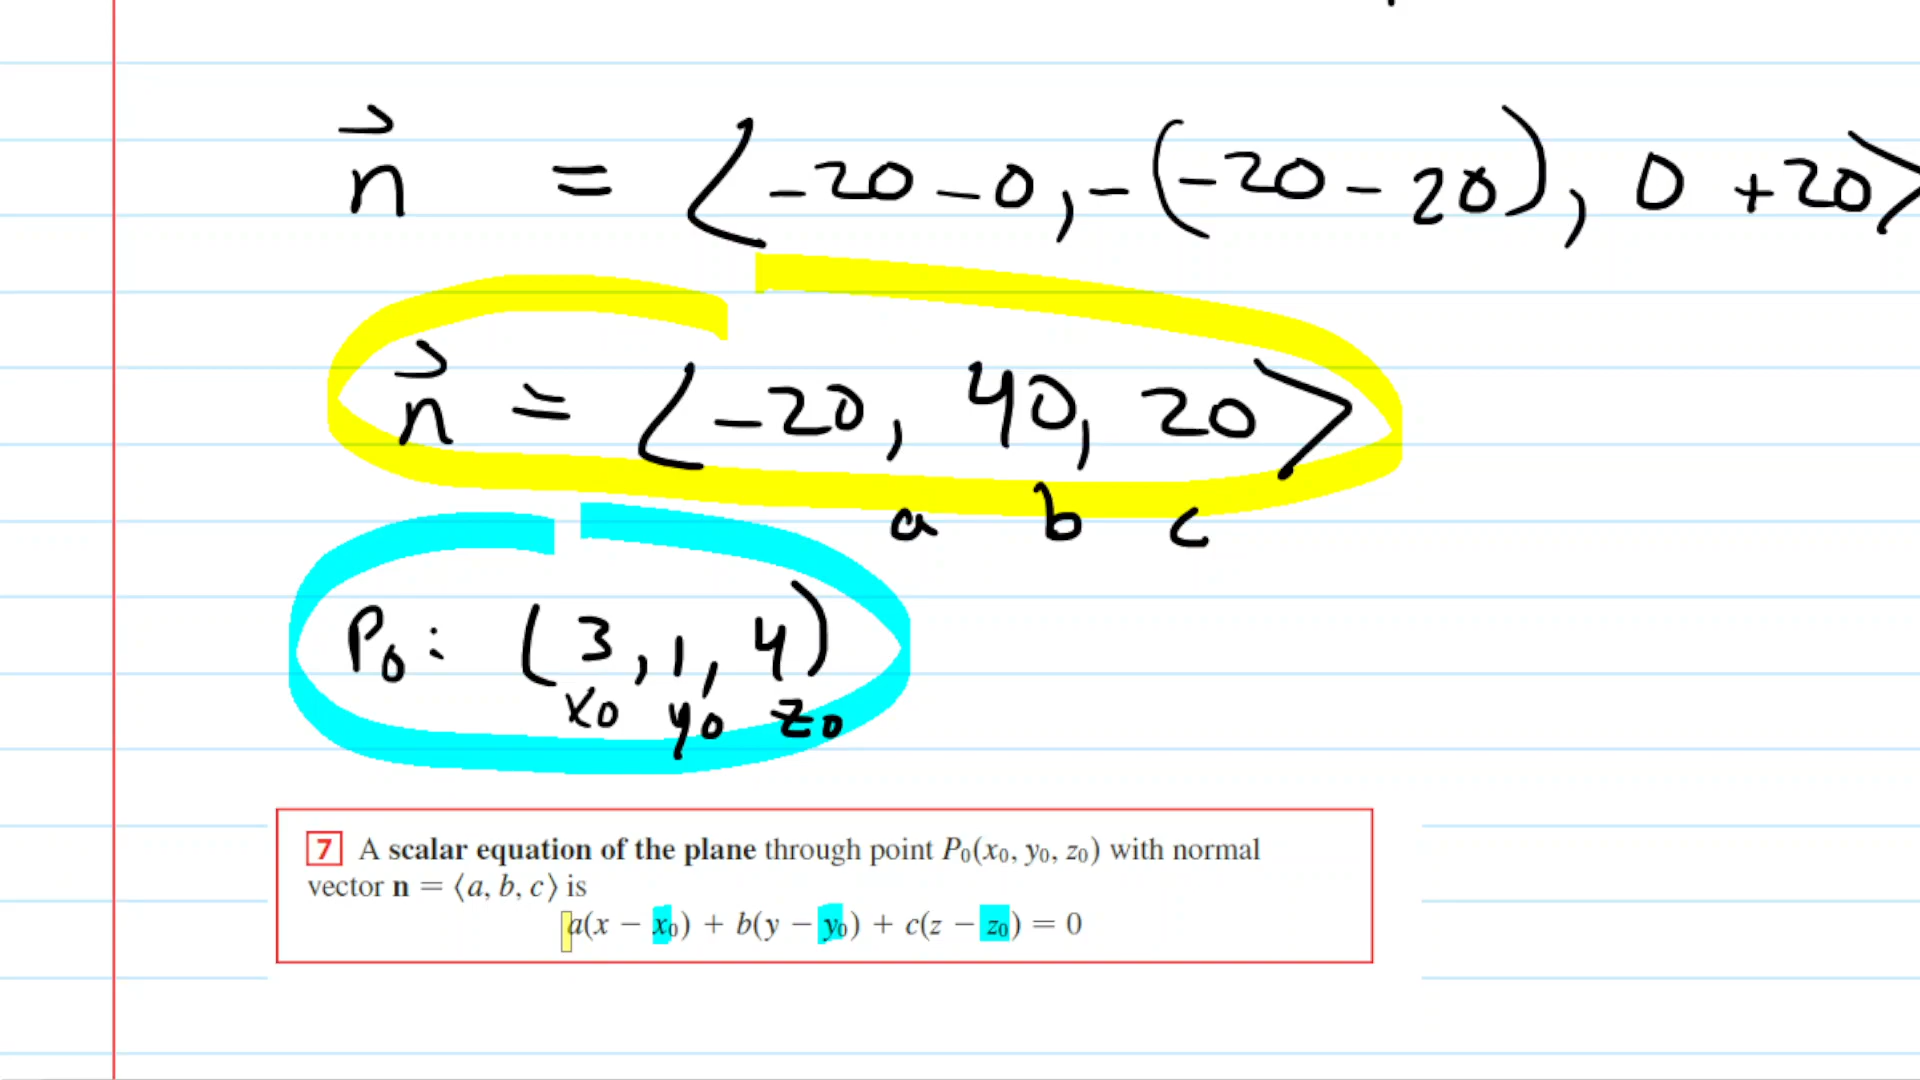 n⃗ = ⟨-20-0, -(-20-20), 0+20⟩
n⃗ = ⟨-20, 40, 20⟩
a b c
P₀: (3, 1, 4)
x₀ y₀ z₀
7 A scalar equation of the plane through point P₀(x₀, y₀, z₀) with normal
vector n = ⟨a, b, c⟩ is
a(x − x₀) + b(y − y₀) + c(z − z₀) = 0